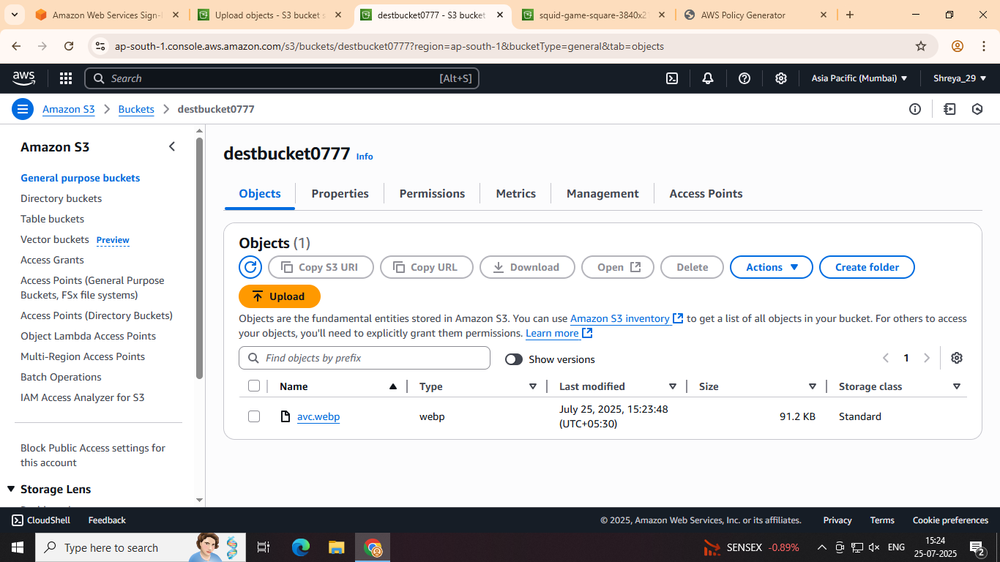 Amazon Web Services Sign-I
Upload objects - S3 bucket s
destbucket0777 - S3 bucket
squid-game-square-3840x21
AWS Policy Generator
ap-south-1.console.aws.amazon.com/s3/buckets/destbucket0777?region=ap-south-1&bucketType=general&tab=objects
aws
Search
[Alt+S]
Asia Pacific (Mumbai)
Shreya_29
Amazon S3
Buckets
destbucket0777
Amazon S3
General purpose buckets
Directory buckets
Table buckets
Vector buckets Preview
Access Grants
Access Points (General Purpose
Buckets, FSx file systems)
Access Points (Directory Buckets)
Object Lambda Access Points
Multi-Region Access Points
Batch Operations
IAM Access Analyzer for S3
Block Public Access settings for
this account
Storage Lens
destbucket0777 Info
Objects
Properties
Permissions
Metrics
Management
Access Points
Objects (1)
Copy S3 URI
Copy URL
Download
Open
Delete
Actions
Create folder
Upload
Objects are the fundamental entities stored in Amazon S3. You can use Amazon S3 inventory to get a list of all objects in your bucket. For others to access
your objects, you'll need to explicitly grant them permissions. Learn more
Find objects by prefix
Show versions
1
Name
Type
Last modified
Size
Storage class
avc.webp
webp
July 25, 2025, 15:23:48
(UTC+05:30)
91.2 KB
Standard
CloudShell
Feedback
© 2025, Amazon Web Services, Inc. or its affiliates.
Privacy
Terms
Cookie preferences
Type here to search
SENSEX -0.89%
ENG
15:24
25-07-2025
2